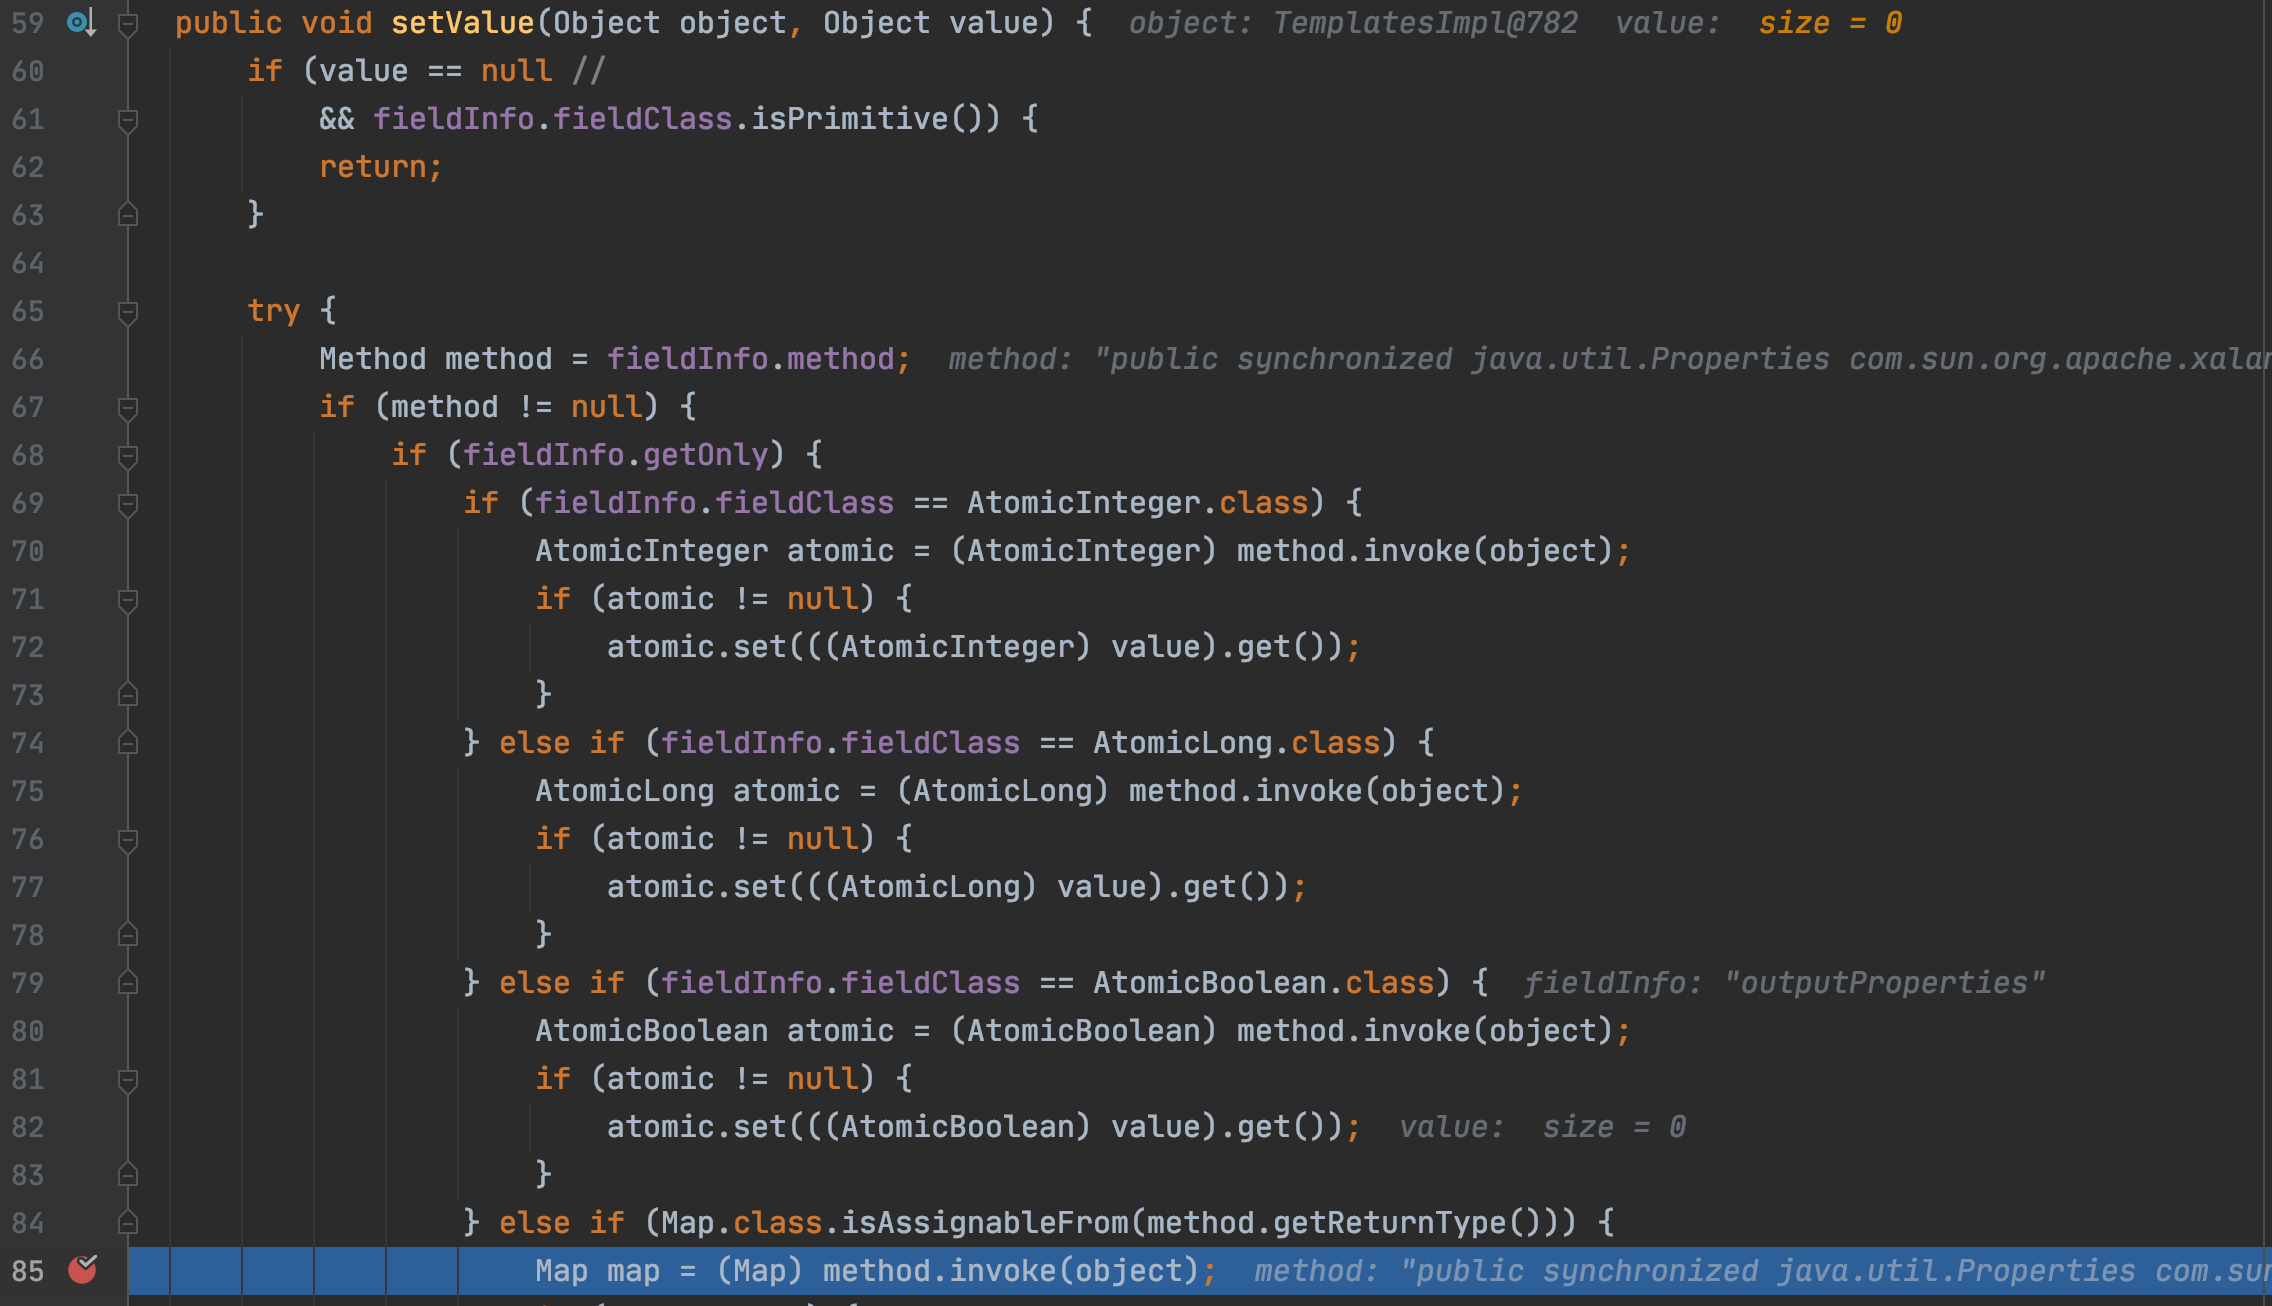 59 public void setValue(Object object, Object value) { object: TemplatesImpl@782 value: size = 0
60 if (value == null //
61 && fieldInfo.fieldClass.isPrimitive()) {
62 return;
63 }
64
65 try {
66 Method method = fieldInfo.method; method: "public synchronized java.util.Properties com.sun.org.apache.xalan
67 if (method != null) {
68 if (fieldInfo.getOnly) {
69 if (fieldInfo.fieldClass == AtomicInteger.class) {
70 AtomicInteger atomic = (AtomicInteger) method.invoke(object);
71 if (atomic != null) {
72 atomic.set(((AtomicInteger) value).get());
73 }
74 } else if (fieldInfo.fieldClass == AtomicLong.class) {
75 AtomicLong atomic = (AtomicLong) method.invoke(object);
76 if (atomic != null) {
77 atomic.set(((AtomicLong) value).get());
78 }
79 } else if (fieldInfo.fieldClass == AtomicBoolean.class) { fieldInfo: "outputProperties"
80 AtomicBoolean atomic = (AtomicBoolean) method.invoke(object);
81 if (atomic != null) {
82 atomic.set(((AtomicBoolean) value).get()); value: size = 0
83 }
84 } else if (Map.class.isAssignableFrom(method.getReturnType())) {
85 Map map = (Map) method.invoke(object); method: "public synchronized java.util.Properties com.sun